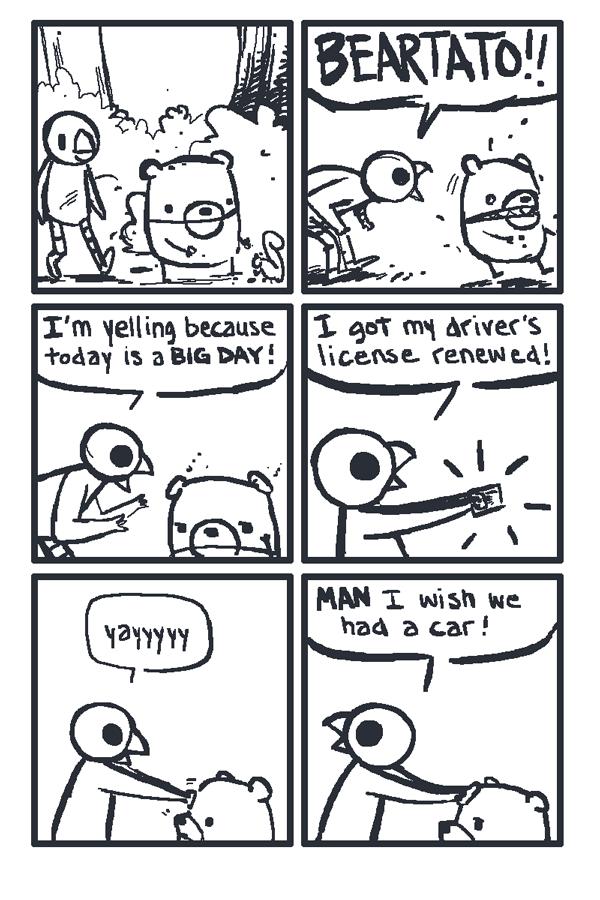 BEARTATO!!
I'm yelling because
today is a BIG DAY!
I got my driver's
license renewed!
yayyyyy
MAN I wish we
had a car!